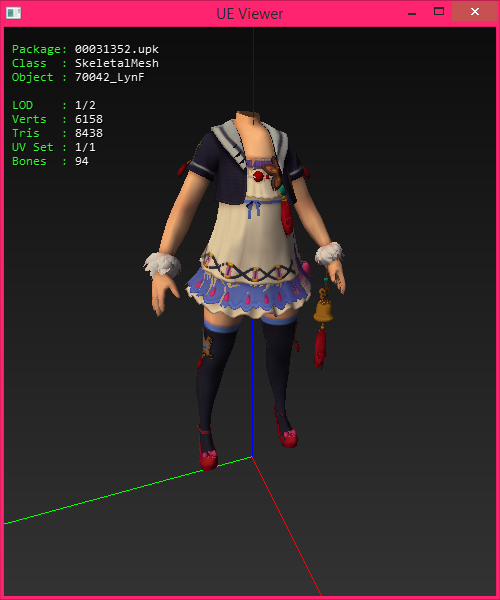 UE Viewer
Package: 00031352.upk
Class : SkeletalMesh
Object : 70042_LynF
LOD : 1/2
Verts : 6158
Tris : 8438
UV Set : 1/1
Bones : 94